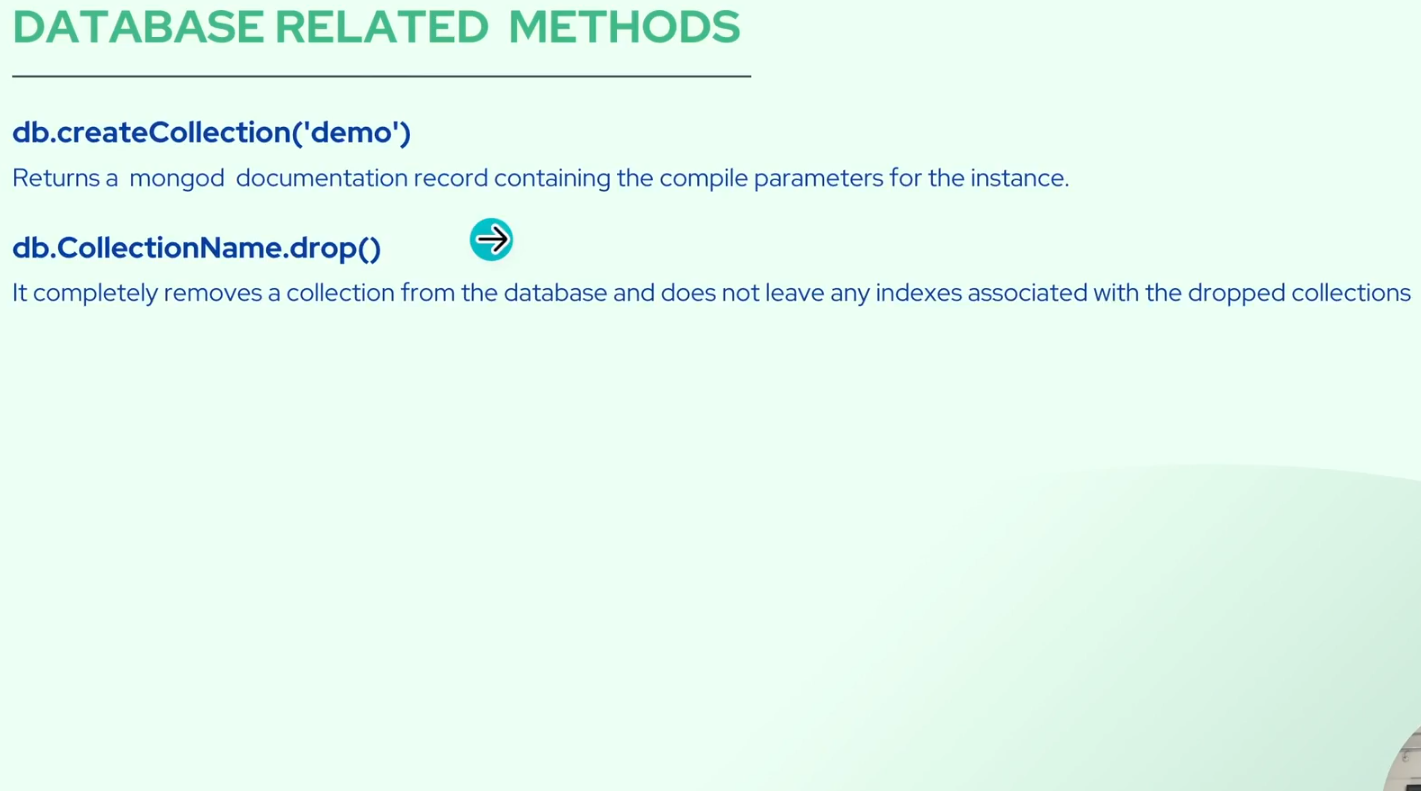 DATABASE RELATED METHODS
db.createCollection('demo')
Returns a mongod documentation record containing the compile parameters for the instance.
db.CollectionName.drop()
It completely removes a collection from the database and does not leave any indexes associated with the dropped collections